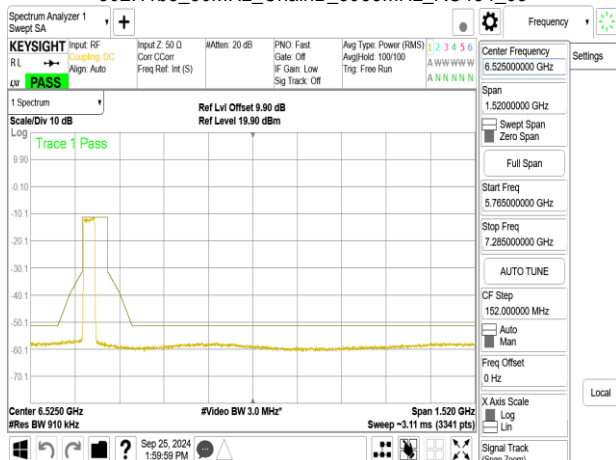 Spectrum Analyzer 1
Swept SA
Frequency
KEYSIGHT
RL
LXI PASS
Input: RF
Coupling: DC
Align: Auto
Input Z: 50 Ω
Corr CCorr
Freq Ref: Int (S)
#Atten: 20 dB
PNO: Fast
Gate: Off
IF Gain: Low
Sig Track: Off
Avg Type: Power (RMS)
Avg|Hold: 100/100
Trig: Free Run
1 2 3 4 5 6
A W W W W W
A N N N N N
1 Spectrum
Scale/Div 10 dB
Ref Lvl Offset 9.90 dB
Ref Level 19.90 dBm
Log
Trace 1 Pass
9.90
-0.10
-10.1
-20.1
-30.1
-40.1
-50.1
-60.1
-70.1
Center 6.5250 GHz
#Res BW 910 kHz
#Video BW 3.0 MHz*
Span 1.520 GHz
Sweep ~3.11 ms (3341 pts)
Sep 25, 2024
1:59:59 PM
Center Frequency
6.525000000 GHz
Span
1.52000000 GHz
Swept Span
Zero Span
Full Span
Start Freq
5.765000000 GHz
Stop Freq
7.285000000 GHz
AUTO TUNE
CF Step
152.000000 MHz
Auto
Man
Freq Offset
0 Hz
X Axis Scale
Log
Lin
Signal Track
(Span Zoom)
Settings
Local